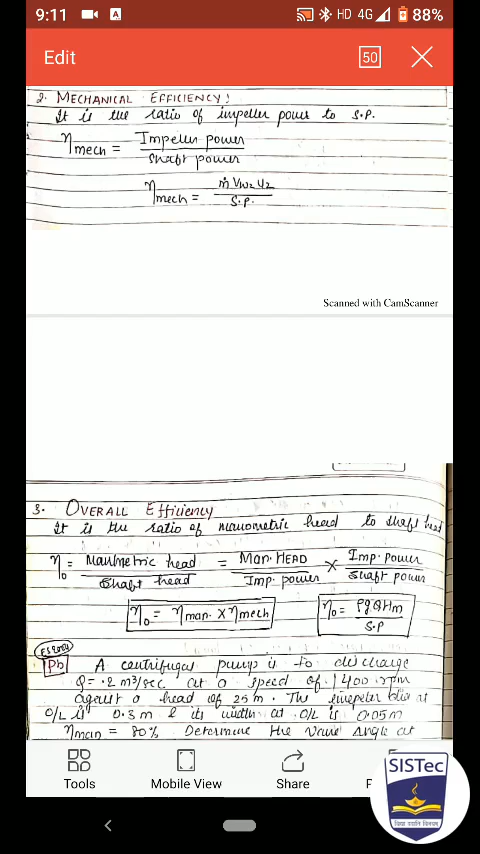 9:11
A
HD 4G 88%
Edit
50
2. MECHANICAL EFFICIENCY:
It is the ratio of impeller power to S.P.
ηmech = Impeller power / Shaft power
ηmech = ṁ Vw2 u2 / S.P.
Scanned with CamScanner
3. OVERALL Efficiency
It is the ratio of manometric head to shaft head
η0 = Manometric head / Shaft head = Man. HEAD / Imp. power × Imp. power / Shaft power
η0 = ηman. × ηmech
η0 = ρgQHm / S.P
Pb A centrifugal pump is to discharge
Q = .2 m³/sec at a speed of 1400 rpm
against a head of 25m. The impeller dia at
O/L is 0.3 m & its width at O/L is 0.05m
ηman = 80% Determine the vane angle at
Tools
Mobile View
Share
SISTec